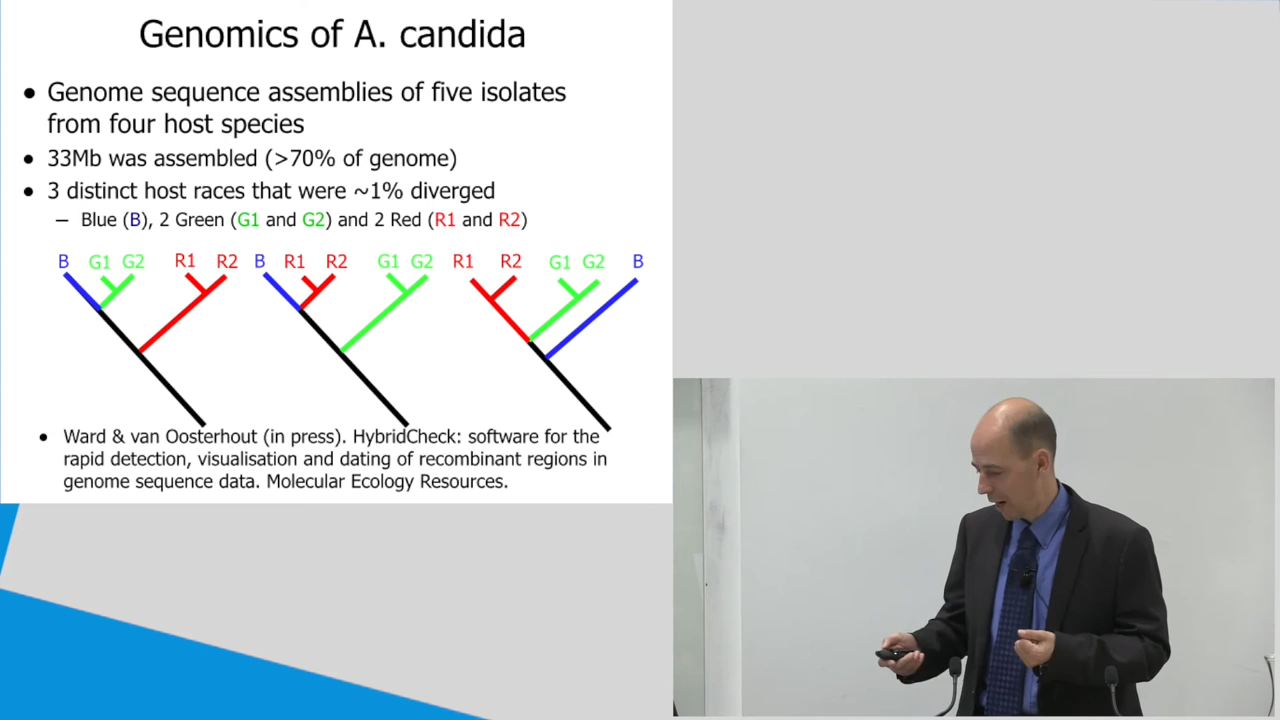 Genomics of A. candida
● Genome sequence assemblies of five isolates
from four host species
● 33Mb was assembled (>70% of genome)
● 3 distinct host races that were ~1% diverged
– Blue (B), 2 Green (G1 and G2) and 2 Red (R1 and R2)
B G1 G2 R1 R2 B R1 R2 G1 G2 R1 R2 G1 G2 B
● Ward & van Oosterhout (in press). HybridCheck: software for the
rapid detection, visualisation and dating of recombinant regions in
genome sequence data. Molecular Ecology Resources.